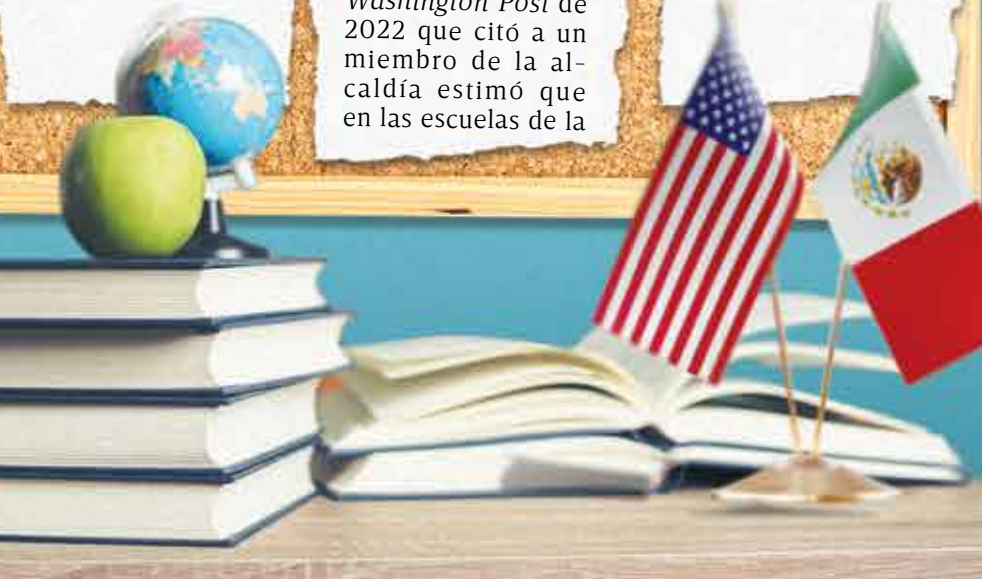 Washington Post de
2022 que citó a un
miembro de la al-
caldía estimó que
en las escuelas de la